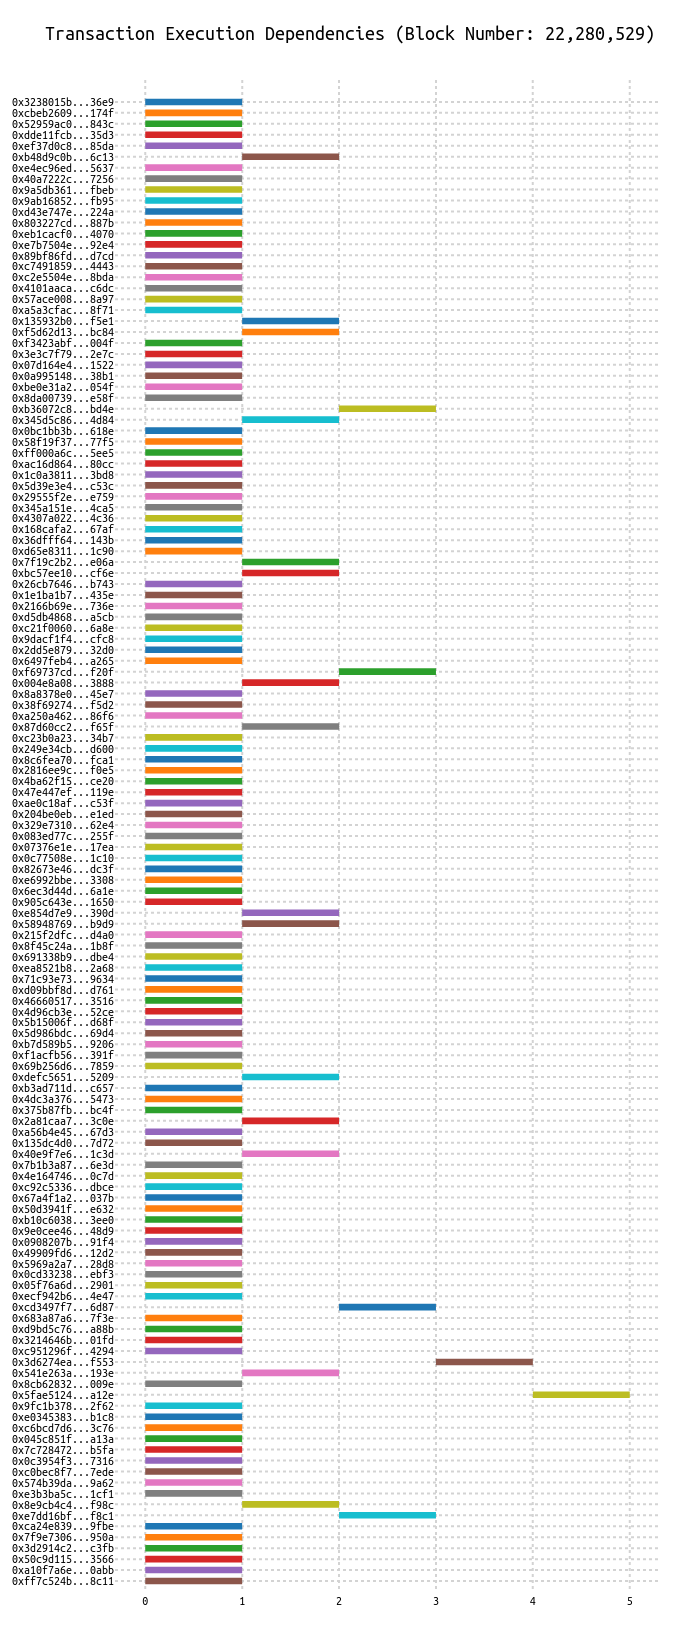 Transaction Execution Dependencies (Block Number: 22,280,529)
0x3238015b...36e9
0xcbeb2609...174f
0x52959ac0...843c
0xdde11fcb...35d3
0xef37d0c8...85da
0xb48d9c0b...6c13
0xe4ec96ed...5637
0x40a7222c...7256
0x9a5db361...fbeb
0x9ab16852...fb95
0xd43e747e...224a
0x803227cd...887b
0xeb1cacf0...4070
0xe7b7504e...92e4
0x89bf86fd...d7cd
0xc7491859...4443
0xc2e5504e...8bda
0x4101aaca...c6dc
0x57ace008...8a97
0xa5a3cfac...8f71
0x135932b0...f5e1
0xf5d62d13...bc84
0xf3423abf...004f
0x3e3c7f79...2e7c
0x07d164e4...1522
0x0a995148...38b1
0xbe0e31a2...054f
0x8da00739...e58f
0xb36072c8...bd4e
0x345d5c86...4d84
0x0bc1bb3b...618e
0x58f19f37...77f5
0xff000a6c...5ee5
0xac16d864...80cc
0x1c0a3811...3bd8
0x5d39e3e4...c53c
0x29555f2e...e759
0x345a151e...4ca5
0x4307a022...4c36
0x168cafa2...67af
0x36dfff64...143b
0xd65e8311...1c90
0x7f19c2b2...e06a
0xbc57ee10...cf6e
0x26cb7646...b743
0x1e1ba1b7...435e
0x2166b69e...736e
0xd5db4868...a5cb
0xc21f0060...6a8e
0x9dacf1f4...cfc8
0x2dd5e879...32d0
0x6497feb4...a265
0xf69737cd...f20f
0x004e8a08...3888
0x8a8378e0...45e7
0x38f69274...f5d2
0xa250a462...86f6
0x87d60cc2...f65f
0xc23b0a23...34b7
0x249e34cb...d600
0x8c6fea70...fca1
0x2816ee9c...f0e5
0x4ba62f15...ce20
0x47e447ef...119e
0xae0c18af...c53f
0x204be0eb...e1ed
0x329e7310...62e4
0x083ed77c...255f
0x07376e1e...17ea
0x0c77508e...1c10
0x82673e46...dc3f
0xe6992bbe...3308
0x6ec3d44d...6a1e
0x905c643e...1650
0xe854d7e9...390d
0x58948769...b9d9
0x215f2dfc...d4a0
0x8f45c24a...1b8f
0x691338b9...dbe4
0xea8521b8...2a68
0x71c93e73...9634
0xd09bbf8d...d761
0x46660517...3516
0x4d96cb3e...52ce
0x5b15006f...d68f
0x5d986bdc...69d4
0xb7d589b5...9206
0xf1acfb56...391f
0x69b256d6...7859
0xdefc5651...5209
0xb3ad711d...c657
0x4dc3a376...5473
0x375b87fb...bc4f
0x2a81caa7...3c0e
0xa56b4e45...67d3
0x135dc4d0...7d72
0x40e9f7e6...1c3d
0x7b1b3a87...6e3d
0x4e164746...0c7d
0xc92c5336...dbce
0x67a4f1a2...037b
0x50d3941f...e632
0xb10c6038...3ee0
0x9e0cee46...48d9
0x0908207b...91f4
0x49909fd6...12d2
0x5969a2a7...28d8
0x0cd33238...ebf3
0x05f76a6d...2901
0xecf942b6...4e47
0xcd3497f7...6d87
0x683a87a6...7f3e
0xd9bd5c76...a88b
0x3214646b...01fd
0xc951296f...4294
0x3d6274ea...f553
0x541e263a...193e
0x8cb62832...009e
0x5fae5124...a12e
0x9fc1b378...2f62
0xe0345383...b1c8
0xc6bcd7d6...3c76
0x045c851f...a13a
0x7c728472...b5fa
0x0c3954f3...7316
0xc0bec8f7...7ede
0x574b39da...9a62
0xe3b3ba5c...1cf1
0x8e9cb4c4...f98c
0xe7dd16bf...f8c1
0xca24e839...9fbe
0x7f9e7306...950a
0x3d2914c2...c3fb
0x50c9d115...3566
0xa10f7a6e...0abb
0xff7c524b...8c11
0 1 2 3 4 5